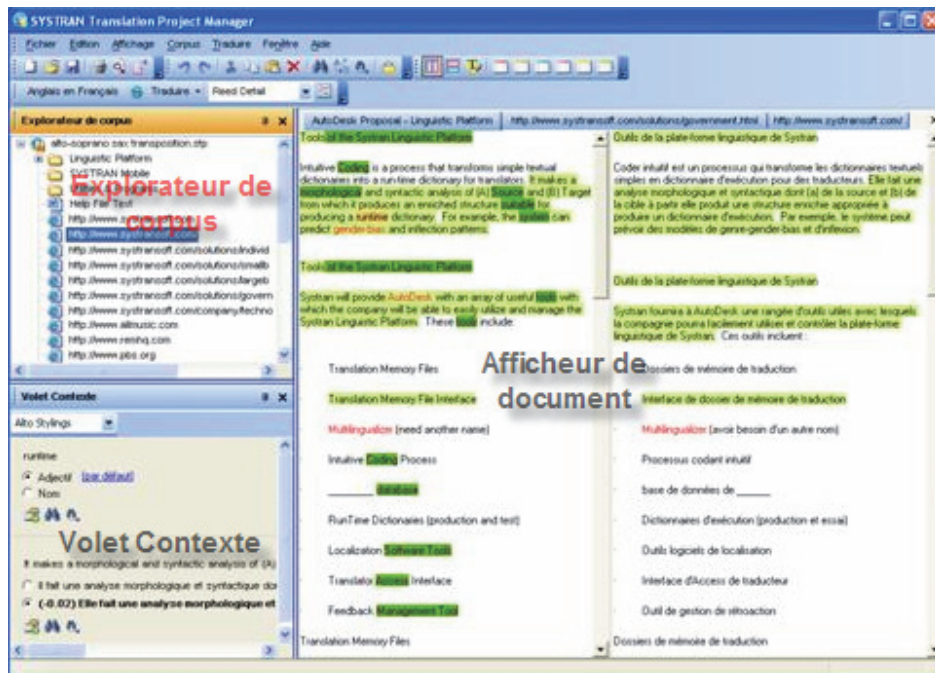 SYSTRAN Translation Project Manager
Fichier Edition Affichage Corpus Traduire Fenêtre Aide
Anglais en Français Traduire Reed Detail
Explorateur de corpus
alto-soprano sax transposition.stp
Linguistic Platform
SYSTRAN Mobile
Help File Test
http://www.systransoft.com/
http://www.systransoft.com/solutions/individ
http://www.systransoft.com/solutions/smallb
http://www.systransoft.com/solutions/largeb
http://www.systransoft.com/solutions/govern
http://www.systransoft.com/company/techno
http://www.allmusic.com
http://www.remhq.com
http://www.pbs.org
Explorateur de
corpus
Volet Contexte
Alto Stylings
runtime
Adjectif (par défaut)
Nom
Volet Contexte
It makes a morphological and syntactic analysis of (A)
Il fait une analyse morphologique et syntactique don
(-0.02) Elle fait une analyse morphologique et
AutoDesk Proposal - Linguistic Platform http://www.systransoft.com/solutions/government.html http://www.systransoft.com/
Tools of the Systran Linguistic Platform
Intuitive Coding is a process that transforms simple textual
dictionaries into a run-time dictionary for translators. It makes a
morphological and syntactic analysis of (A) Source and (B) Target
from which it produces an enriched structure suitable for
producing a runtime dictionary. For example, the system can
predict gender-bias and inflection patterns.
Tools of the Systran Linguistic Platform
Systran will provide AutoDesk with an array of useful tools with
which the company will be able to easily utilize and manage the
Systran Linguistic Platform. These tools include:
Translation Memory Files
Translation Memory File Interface
Multilingualizer (need another name)
Intuitive Coding Process
_______ database
RunTime Dictionaries (production and test)
Localization Software Tools
Translator Access Interface
Feedback Management Tool
Translation Memory Files
Afficheur de
document
Outils de la plate-forme linguistique de Systran
Coder intuitif est un processus qui transforme les dictionnaires textuels
simples en dictionnaire d'exécution pour des traducteurs. Elle fait une
analyse morphologique et syntactique dont (a) de la source et (b) de
la cible à partir elle produit une structure enrichie appropriée à
produire un dictionnaire d'exécution. Par exemple, le système peut
prévoir des modèles de genre-gender-bias et d'inflexion.
Outils de la plate-forme linguistique de Systran
Systran fournira à AutoDesk une rangée d'outils utiles avec lesquels
la compagnie pourra facilement utiliser et contrôler la plate-forme
linguistique de Systran. Ces outils incluent :
Dossiers de mémoire de traduction
Interface de dossier de mémoire de traduction
Multilingualizer (avoir besoin d'un autre nom)
Processus codant intuitif
base de données de ______
Dictionnaires d'exécution (production et essai)
Outils logiciels de localisation
Interface d'Access de traducteur
Outil de gestion de rétroaction
Dossiers de mémoire de traduction